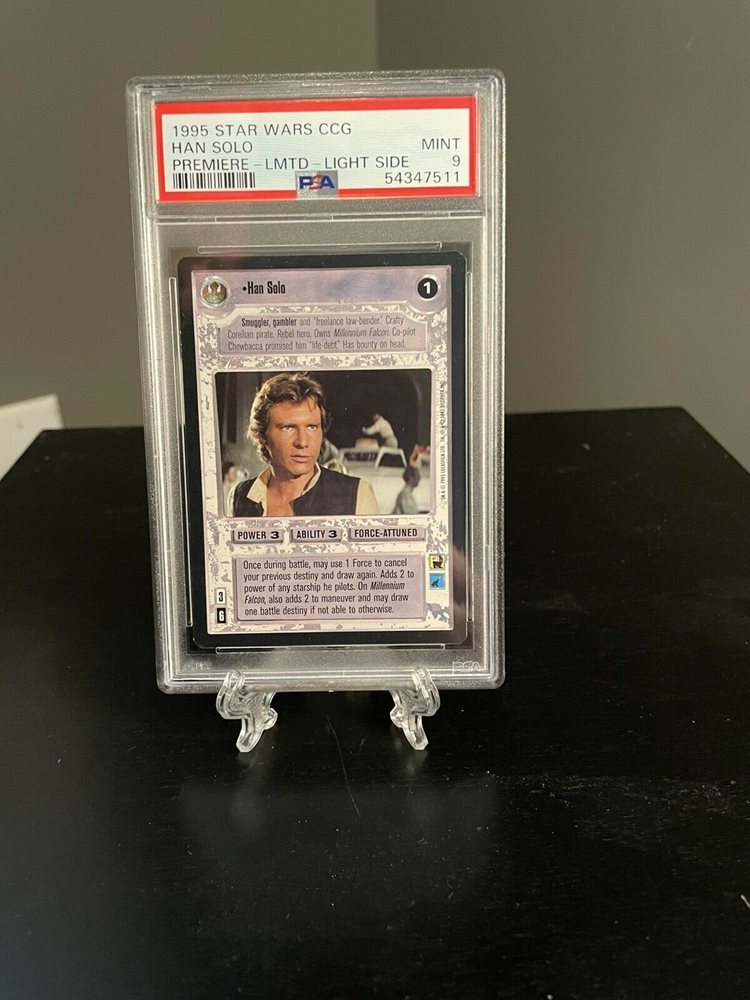 1995 STAR WARS CCG
HAN SOLO MINT
PREMIERE-LMTD-LIGHT SIDE 9
PSA 54347511
•Han Solo 1
Smuggler, gambler and "freelance law-bender." Crafty
Corellian pirate. Rebel hero. Owns Millennium Falcon. Co-pilot
Chewbacca promised him "life-debt." Has bounty on head.
POWER 3 ABILITY 3 FORCE-ATTUNED
Once during battle, may use 1 Force to cancel
your previous destiny and draw again. Adds 2 to
power of any starship he pilots. On Millennium
Falcon, also adds 2 to maneuver and may draw
one battle destiny if not able to otherwise.
3
6